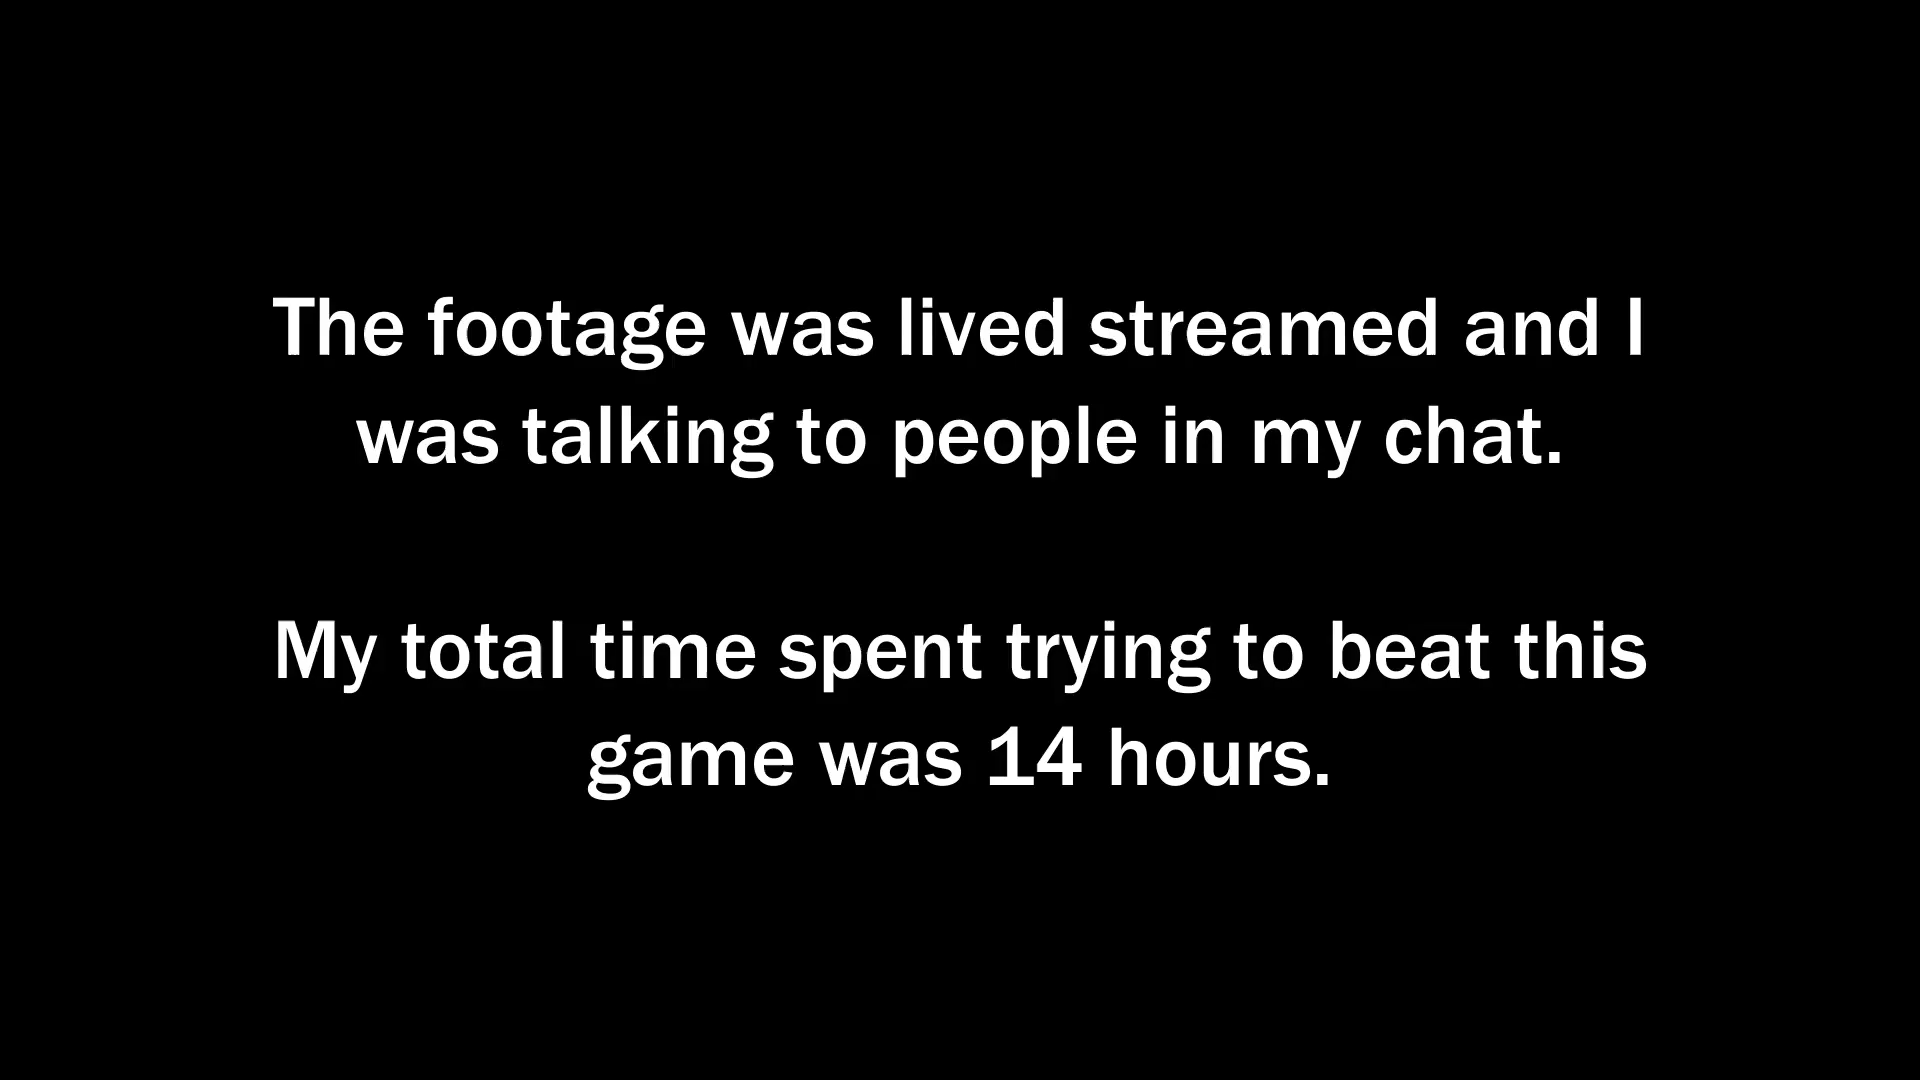 The footage was lived streamed and I
was talking to people in my chat.
My total time spent trying to beat this
game was 14 hours.